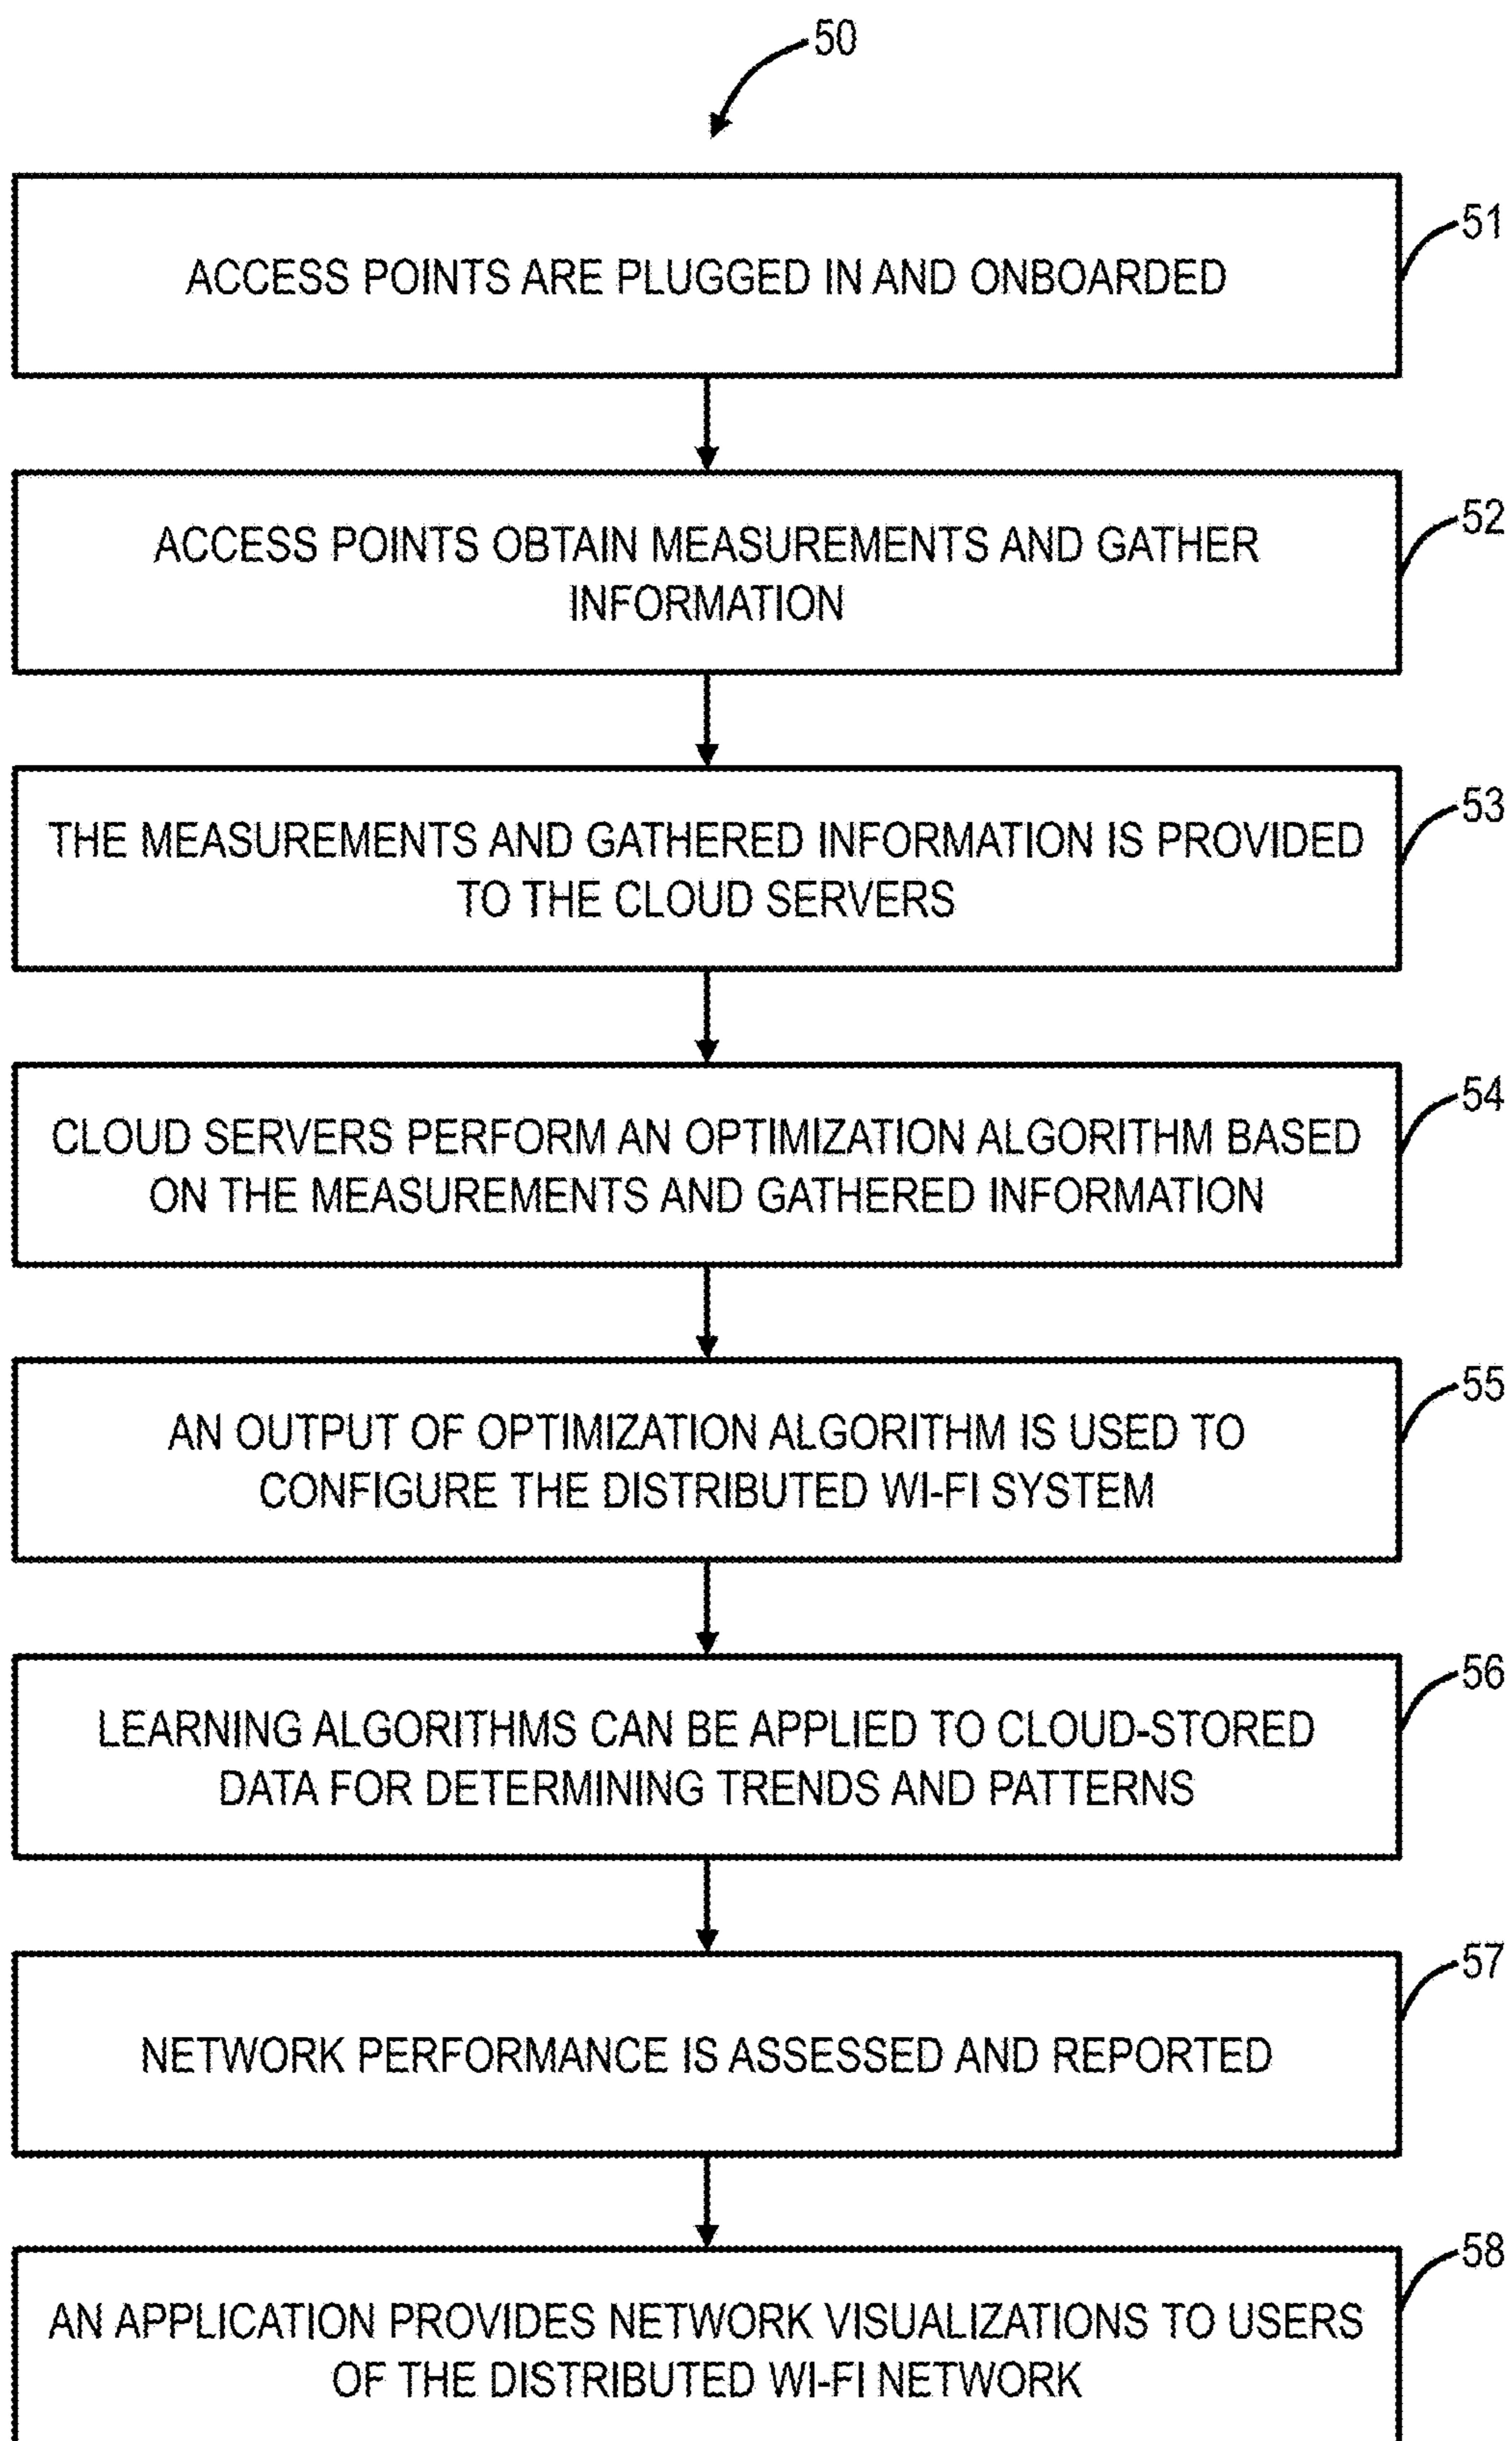 50
ACCESS POINTS ARE PLUGGED IN AND ONBOARDED
51
ACCESS POINTS OBTAIN MEASUREMENTS AND GATHER
INFORMATION
52
THE MEASUREMENTS AND GATHERED INFORMATION IS PROVIDED
TO THE CLOUD SERVERS
53
CLOUD SERVERS PERFORM AN OPTIMIZATION ALGORITHM BASED
ON THE MEASUREMENTS AND GATHERED INFORMATION
54
AN OUTPUT OF OPTIMIZATION ALGORITHM IS USED TO
CONFIGURE THE DISTRIBUTED WI-FI SYSTEM
55
LEARNING ALGORITHMS CAN BE APPLIED TO CLOUD-STORED
DATA FOR DETERMINING TRENDS AND PATTERNS
56
NETWORK PERFORMANCE IS ASSESSED AND REPORTED
57
AN APPLICATION PROVIDES NETWORK VISUALIZATIONS TO USERS
OF THE DISTRIBUTED WI-FI NETWORK
58